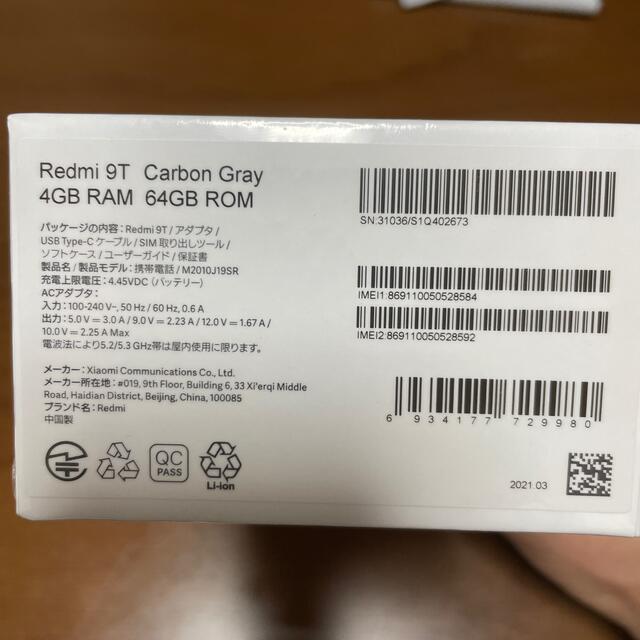 Redmi 9T Carbon Gray
4GB RAM 64GB ROM
パッケージの内容: Redmi 9T / アダプタ /
USB Type-C ケーブル / SIM 取り出しツール /
ソフトケース / ユーザーガイド / 保証書
製品名 / 製品モデル: 携帯電話 / M2010J19SR
充電上限電圧: 4.45VDC (バッテリー)
ACアダプタ:
入力: 100-240 V~, 50 Hz / 60 Hz, 0.6 A
出力: 5.0 V = 3.0 A / 9.0 V = 2.23 A / 12.0 V = 1.67 A /
10.0 V = 2.25 A Max
電波法により5.2/5.3 GHz帯は屋内使用に限ります。
メーカー: Xiaomi Communications Co., Ltd.
メーカー所在地: #019, 9th Floor, Building 6, 33 Xi'erqi Middle
Road, Haidian District, Beijing, China, 100085
ブランド名: Redmi
中国製
QC
PASS
Li-ion
SN:31036/S1Q402673
IMEI1:869110050528584
IMEI2:869110050528592
6 934177 729980
2021.03